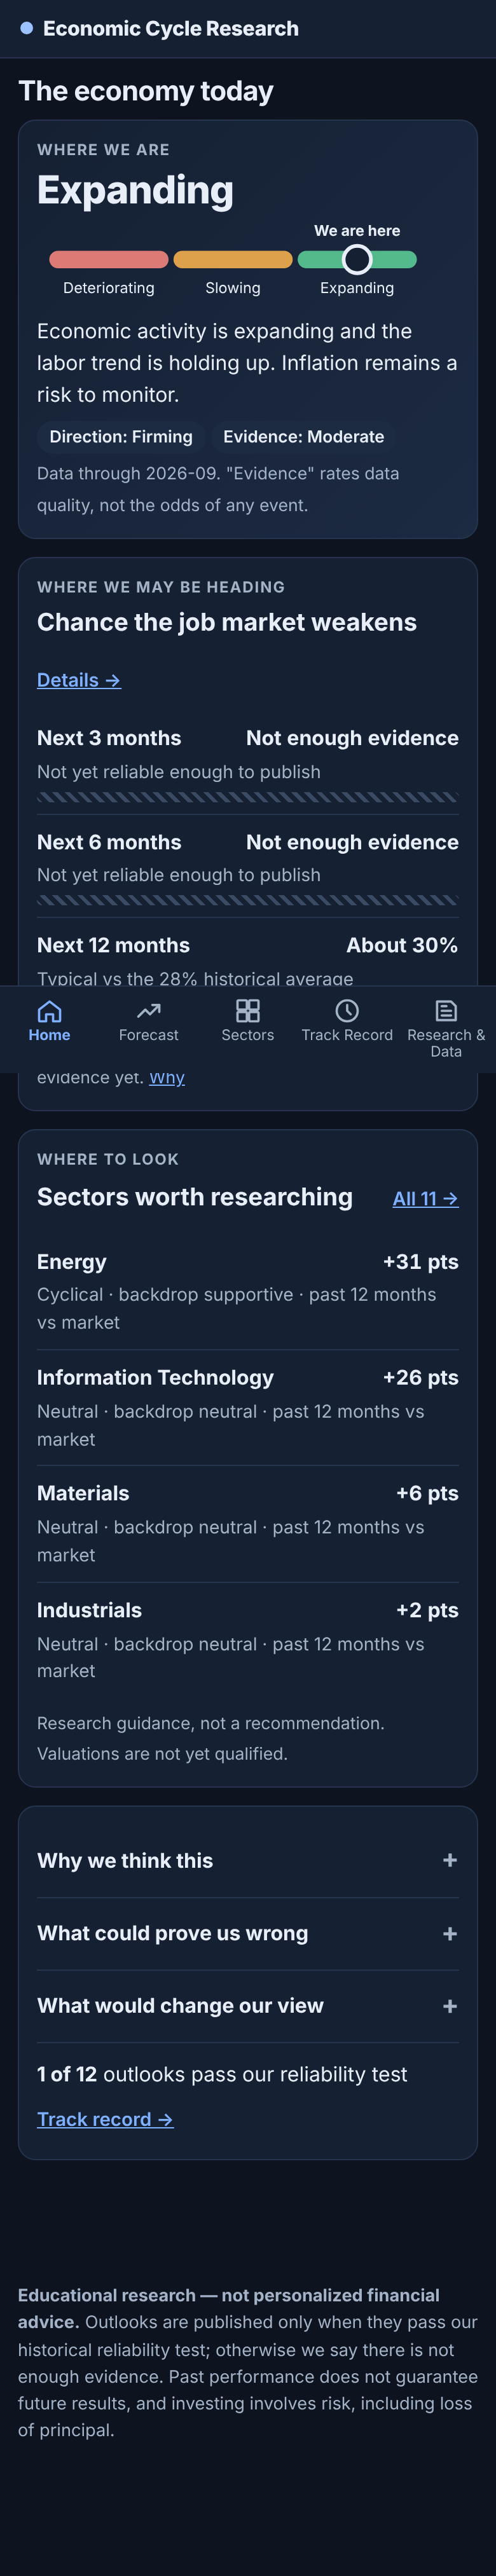 Economic Cycle Research
The economy today
WHERE WE ARE
Expanding
We are here
Deteriorating
Slowing
Expanding
Economic activity is expanding and the
labor trend is holding up. Inflation remains a
risk to monitor.
Direction: Firming
Evidence: Moderate
Data through 2026-09. "Evidence" rates data
quality, not the odds of any event.
WHERE WE MAY BE HEADING
Chance the job market weakens
Details →
Next 3 months
Not enough evidence
Not yet reliable enough to publish
Next 6 months
Not enough evidence
Not yet reliable enough to publish
Next 12 months
About 30%
Typical vs the 28% historical average
Home
Forecast
Sectors
Track Record
Research &
Data
evidence yet. Why
WHERE TO LOOK
Sectors worth researching
All 11 →
Energy
+31 pts
Cyclical · backdrop supportive · past 12 months
vs market
Information Technology
+26 pts
Neutral · backdrop neutral · past 12 months vs
market
Materials
+6 pts
Neutral · backdrop neutral · past 12 months vs
market
Industrials
+2 pts
Neutral · backdrop neutral · past 12 months vs
market
Research guidance, not a recommendation.
Valuations are not yet qualified.
Why we think this +
What could prove us wrong +
What would change our view +
1 of 12 outlooks pass our reliability test
Track record →
Educational research — not personalized financial
advice. Outlooks are published only when they pass our
historical reliability test; otherwise we say there is not
enough evidence. Past performance does not guarantee
future results, and investing involves risk, including loss
of principal.